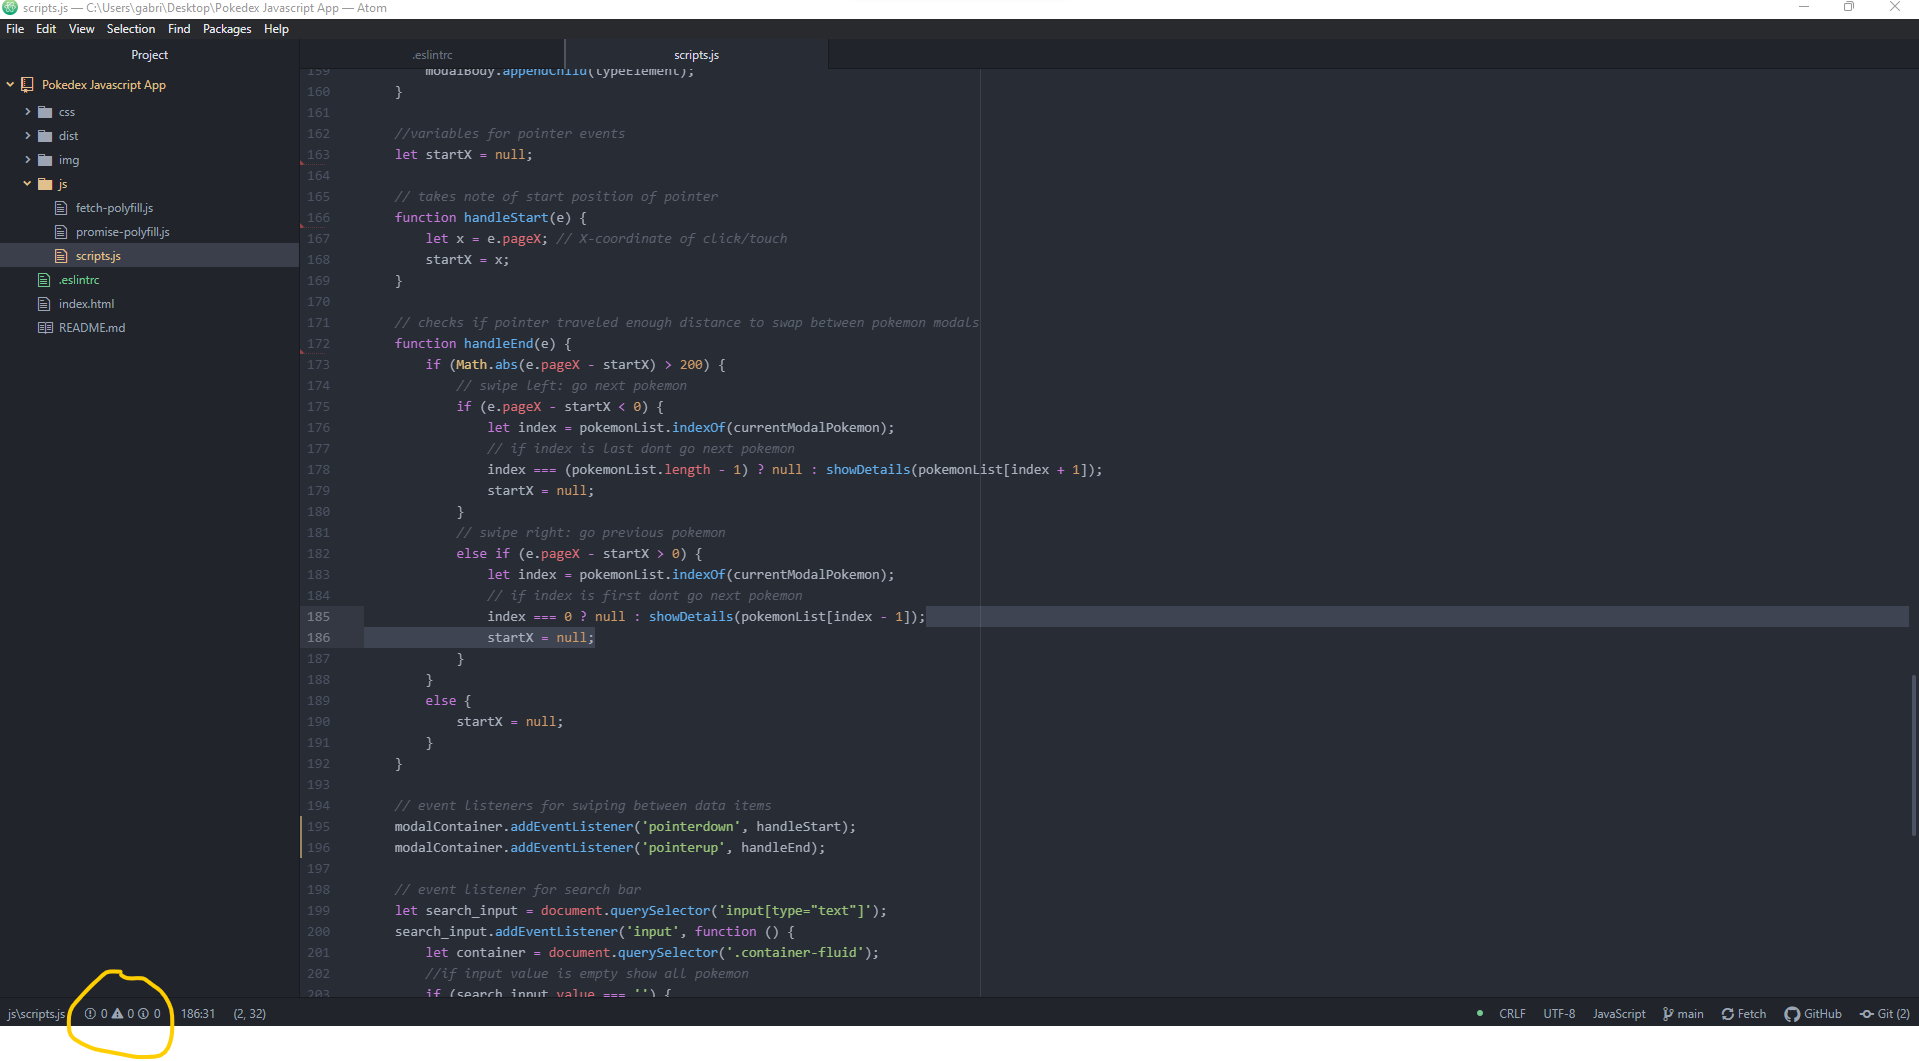 scripts.js — C:\Users\gabri\Desktop\Pokedex Javascript App — Atom
File Edit View Selection Find Packages Help
Project
Pokedex Javascript App
css
dist
img
js
fetch-polyfill.js
promise-polyfill.js
scripts.js
.eslintrc
index.html
README.md
.eslintrc
scripts.js
159 modalBody.appendChild(typeElement);
160 }
161
162 //variables for pointer events
163 let startX = null;
164
165 // takes note of start position of pointer
166 function handleStart(e) {
167 let x = e.pageX; // X-coordinate of click/touch
168 startX = x;
169 }
170
171 // checks if pointer traveled enough distance to swap between pokemon modals
172 function handleEnd(e) {
173 if (Math.abs(e.pageX - startX) > 200) {
174 // swipe left: go next pokemon
175 if (e.pageX - startX < 0) {
176 let index = pokemonList.indexOf(currentModalPokemon);
177 // if index is last dont go next pokemon
178 index === (pokemonList.length - 1) ? null : showDetails(pokemonList[index + 1]);
179 startX = null;
180 }
181 // swipe right: go previous pokemon
182 else if (e.pageX - startX > 0) {
183 let index = pokemonList.indexOf(currentModalPokemon);
184 // if index is first dont go next pokemon
185 index === 0 ? null : showDetails(pokemonList[index - 1]);
186 startX = null;
187 }
188 }
189 else {
190 startX = null;
191 }
192 }
193
194 // event listeners for swiping between data items
195 modalContainer.addEventListener('pointerdown', handleStart);
196 modalContainer.addEventListener('pointerup', handleEnd);
197
198 // event listener for search bar
199 let search_input = document.querySelector('input[type="text"]');
200 search_input.addEventListener('input', function () {
201 let container = document.querySelector('.container-fluid');
202 //if input value is empty show all pokemon
203 if (search_input.value === '') {
js\scripts.js 0 0 0 186:31 (2, 32) CRLF UTF-8 JavaScript main Fetch GitHub Git (2)